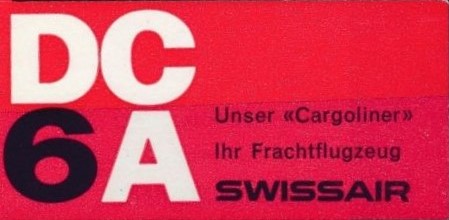 DC
6A
Unser «Cargoliner»
Ihr Frachtflugzeug
SWISSAIR